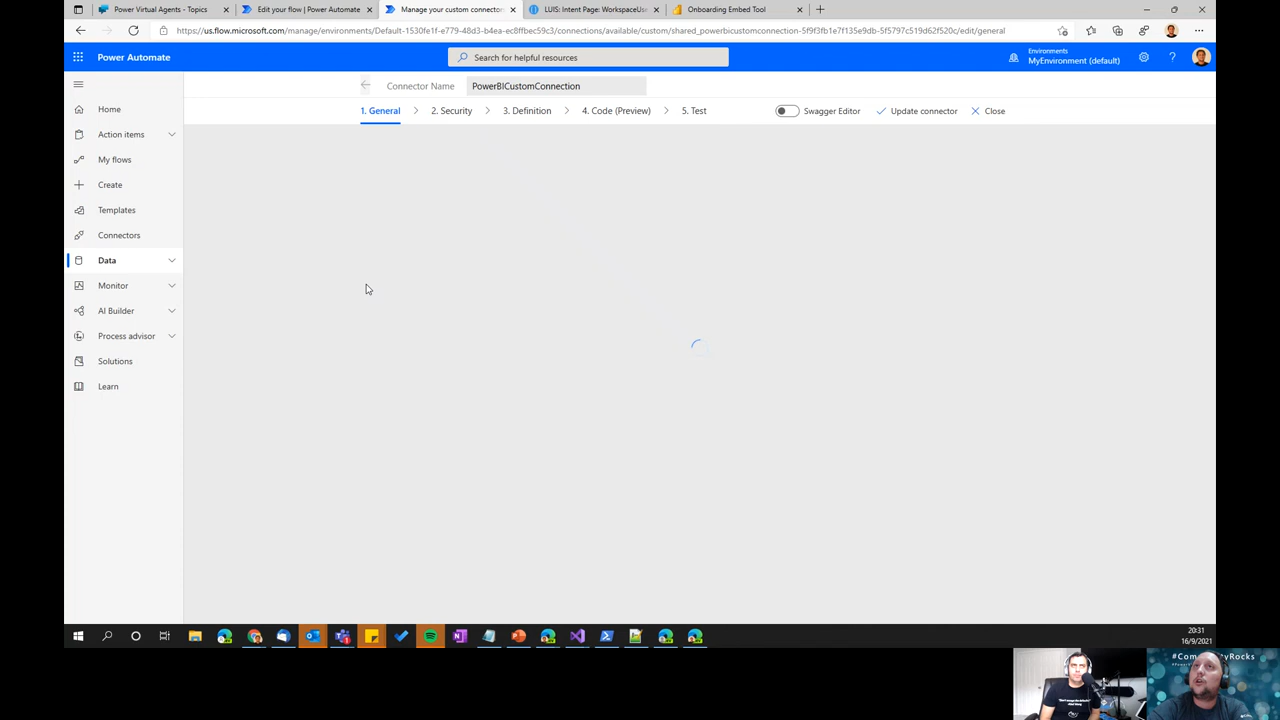 Power Virtual Agents - Topics
Edit your flow | Power Automate
Manage your custom connectors
LUIS: Intent Page: WorkspaceUse
Onboarding Embed Tool
https://us.flow.microsoft.com/manage/environments/Default-1530fe1f-e779-48d3-b4ea-ec8ffbec59c3/connections/available/custom/shared_powerbicustomconnection-5f9f3fb1e7f135e9db-5f5797c519d62f520c/edit/general
Power Automate
Search for helpful resources
Environments
MyEnvironment (default)
Connector Name
PowerBICustomConnection
1. General
2. Security
3. Definition
4. Code (Preview)
5. Test
Swagger Editor
Update connector
Close
Home
Action items
My flows
Create
Templates
Connectors
Data
Monitor
AI Builder
Process advisor
Solutions
Learn
20:31
16/9/2021